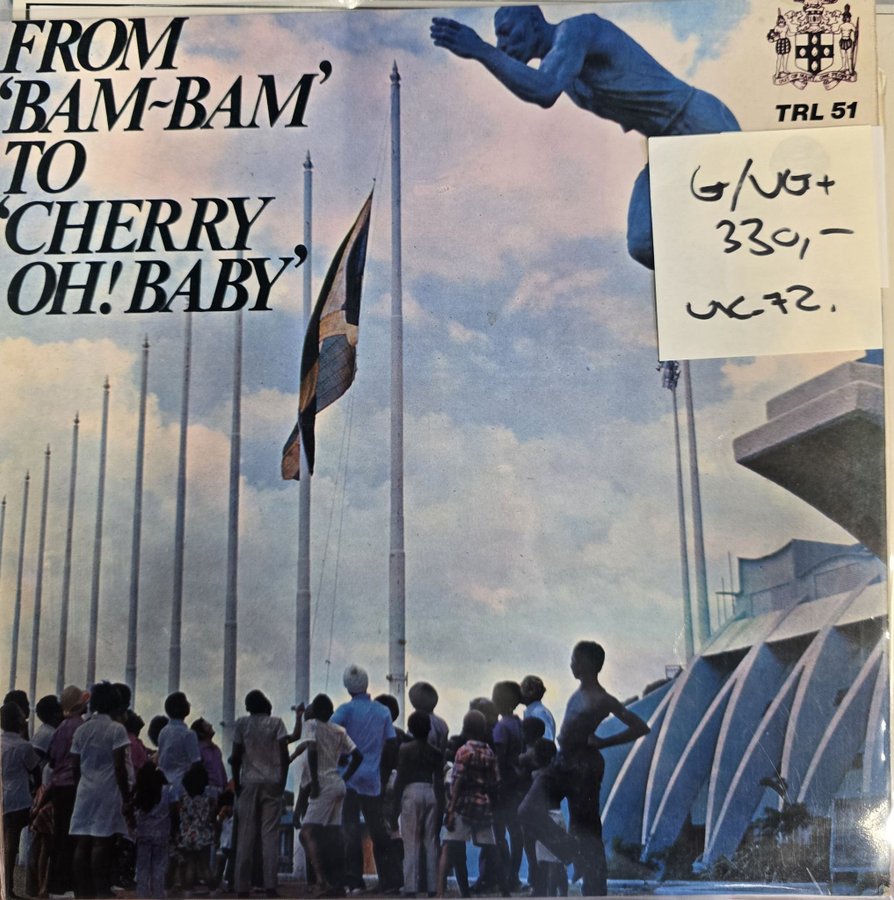 FROM
‘BAM~BAM’
TO
‘CHERRY
OH! BABY’
TRL 51
G/VG+
330,-
UK 72.